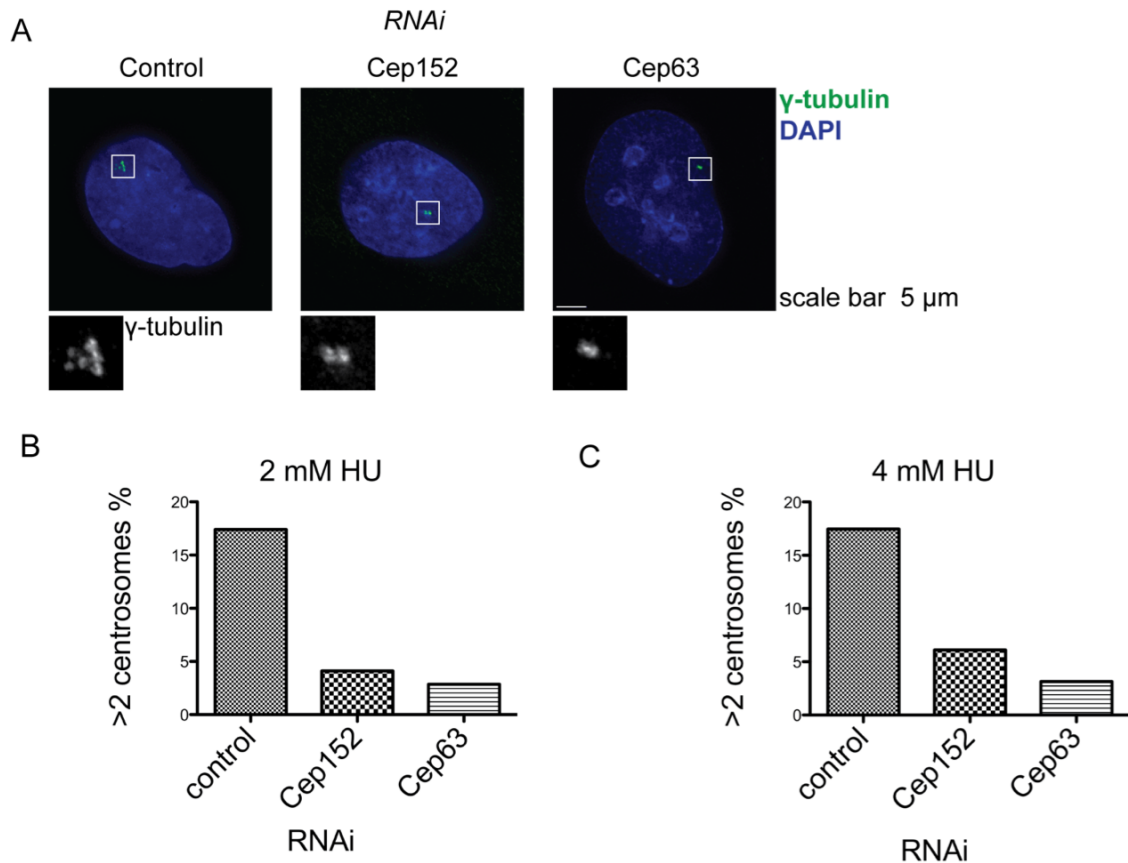 A
RNAi
Control
Cep152
Cep63
γ-tubulin
DAPI
scale bar 5 µm
γ-tubulin
B
2 mM HU
>2 centrosomes %
20
15
10
5
0
control
Cep152
Cep63
RNAi
C
4 mM HU
>2 centrosomes %
20
15
10
5
0
control
Cep152
Cep63
RNAi